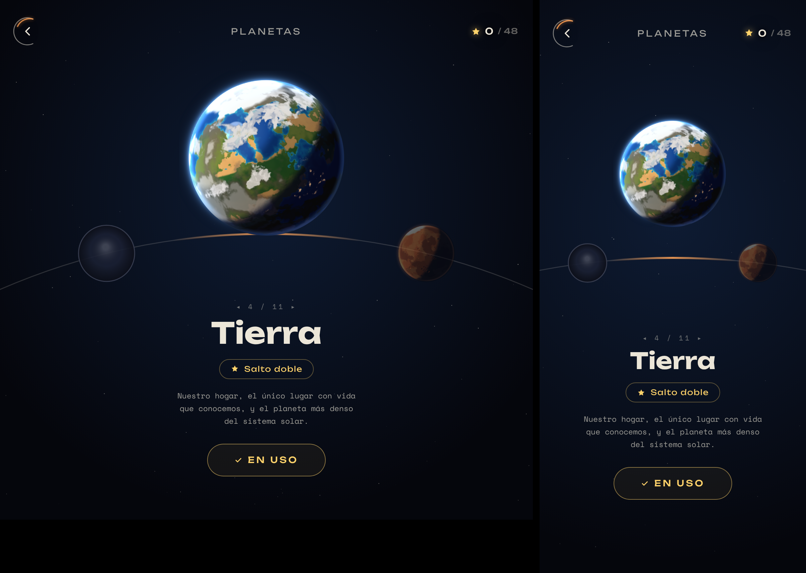 PLANETAS
★ 0 / 48
◂ 4 / 11 ▸
Tierra
★ Salto doble
Nuestro hogar, el único lugar con vida
que conocemos, y el planeta más denso
del sistema solar.
✓ EN USO
PLANETAS
★ 0 / 48
◂ 4 / 11 ▸
Tierra
★ Salto doble
Nuestro hogar, el único lugar con vida
que conocemos, y el planeta más denso
del sistema solar.
✓ EN USO